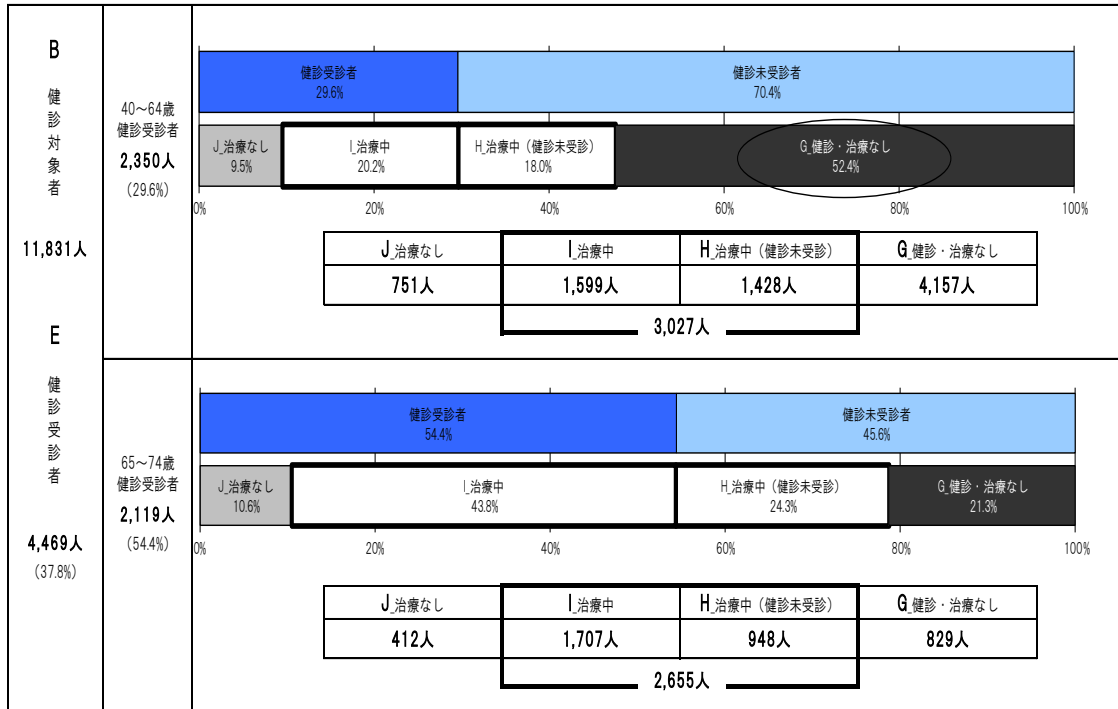 B
健診対象者
11,831人
E
健診受診者
4,469人
(37.8%)
40～64歳
健診受診者
2,350人
(29.6%)
健診受診者
29.6%
健診未受診者
70.4%
J_治療なし
9.5%
I_治療中
20.2%
H_治療中（健診未受診）
18.0%
G_健診・治療なし
52.4%
0% 20% 40% 60% 80% 100%
J_治療なし I_治療中 H_治療中（健診未受診） G_健診・治療なし
751人 1,599人 1,428人 4,157人
3,027人
65～74歳
健診受診者
2,119人
(54.4%)
健診受診者
54.4%
健診未受診者
45.6%
J_治療なし
10.6%
I_治療中
43.8%
H_治療中（健診未受診）
24.3%
G_健診・治療なし
21.3%
0% 20% 40% 60% 80% 100%
J_治療なし I_治療中 H_治療中（健診未受診） G_健診・治療なし
412人 1,707人 948人 829人
2,655人